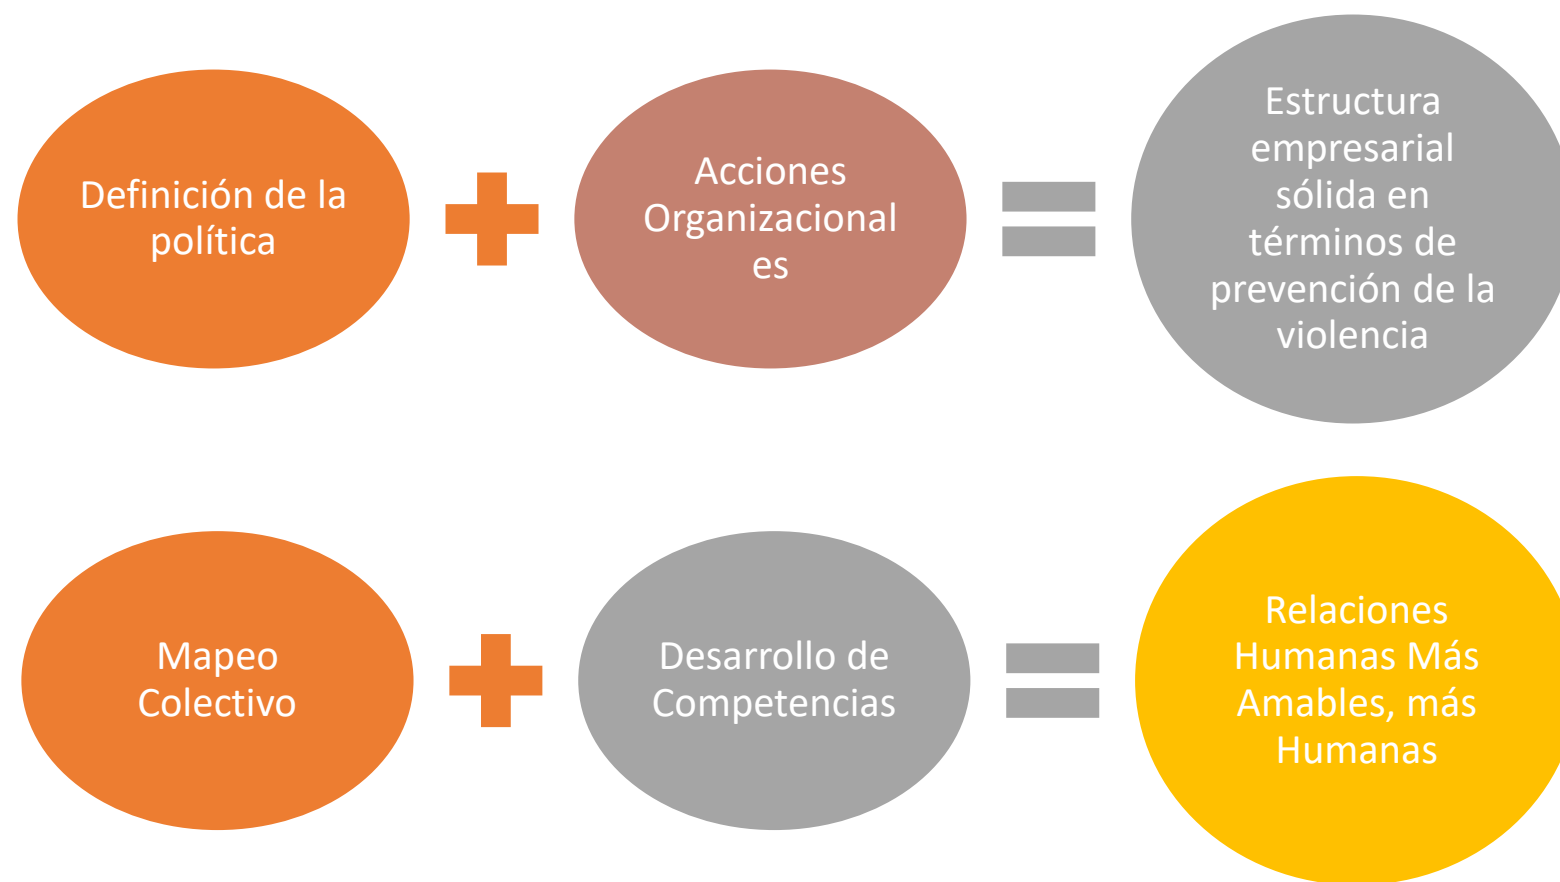 Definición de la
política
Acciones
Organizacional
es
Estructura
empresarial
sólida en
términos de
prevención de la
violencia
Mapeo
Colectivo
Desarrollo de
Competencias
Relaciones
Humanas Más
Amables, más
Humanas